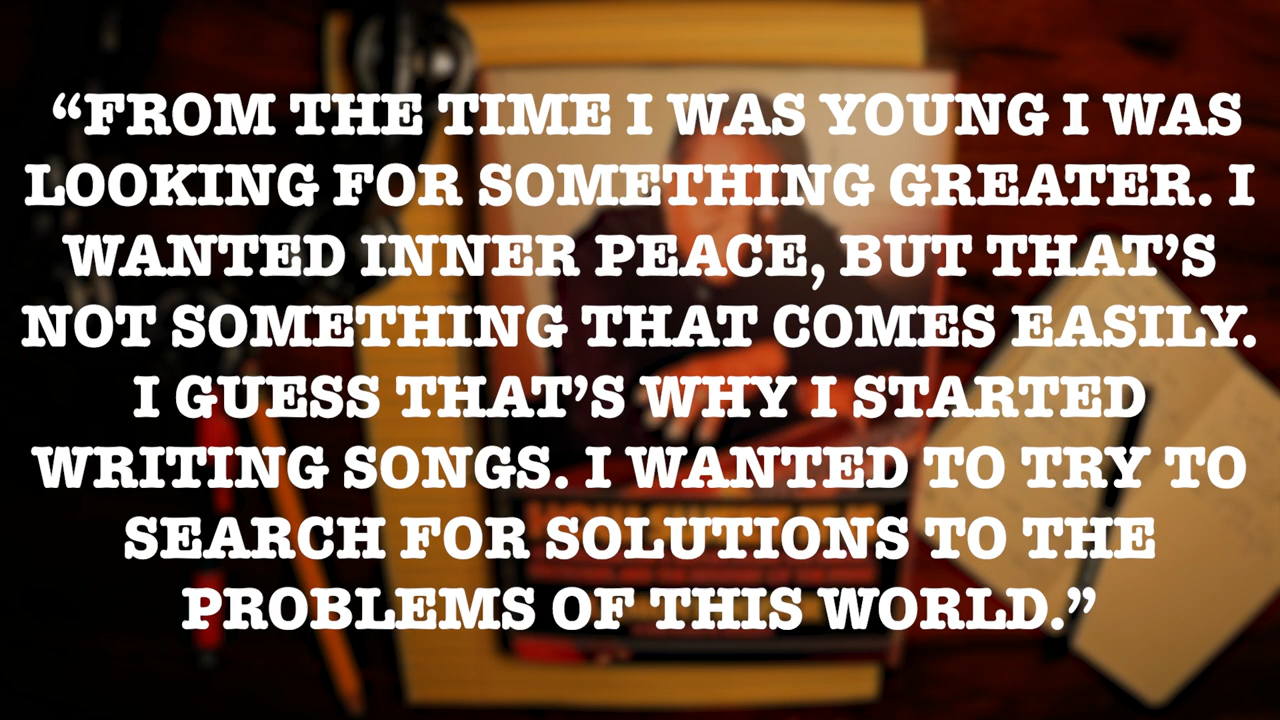 “FROM THE TIME I WAS YOUNG I WAS
LOOKING FOR SOMETHING GREATER. I
WANTED INNER PEACE, BUT THAT’S
NOT SOMETHING THAT COMES EASILY.
I GUESS THAT’S WHY I STARTED
WRITING SONGS. I WANTED TO TRY TO
SEARCH FOR SOLUTIONS TO THE
PROBLEMS OF THIS WORLD.”